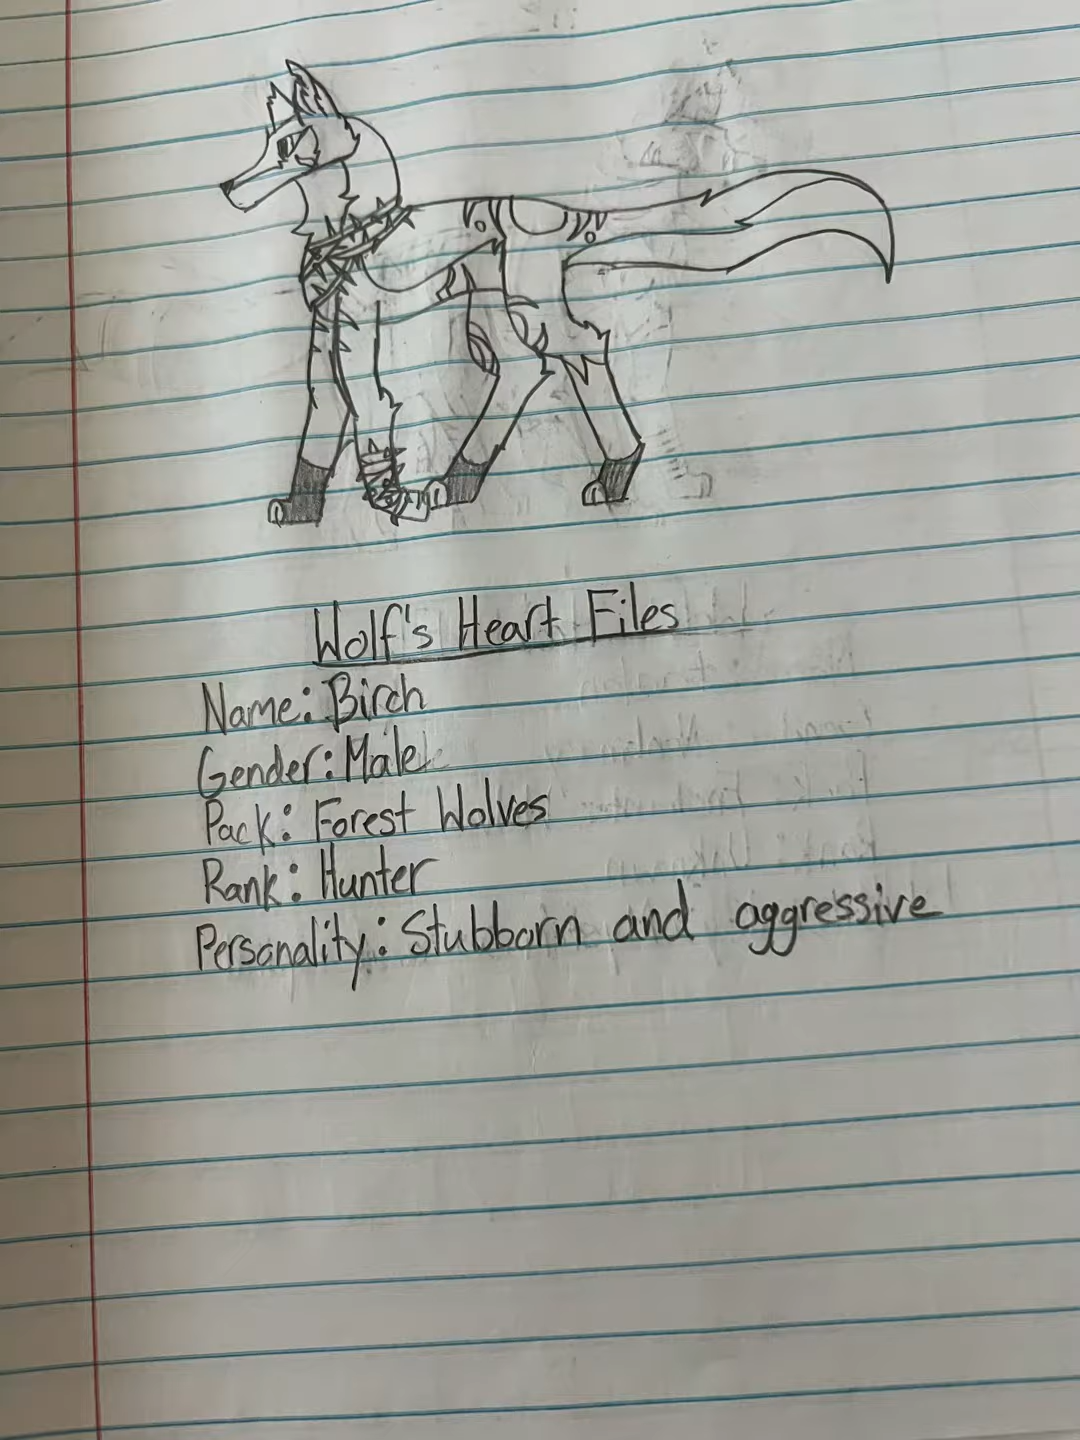 Wolf's Heart Files
Name: Birch
Gender: Male
Pack: Forest Wolves
Rank: Hunter
Personality: Stubborn and aggressive